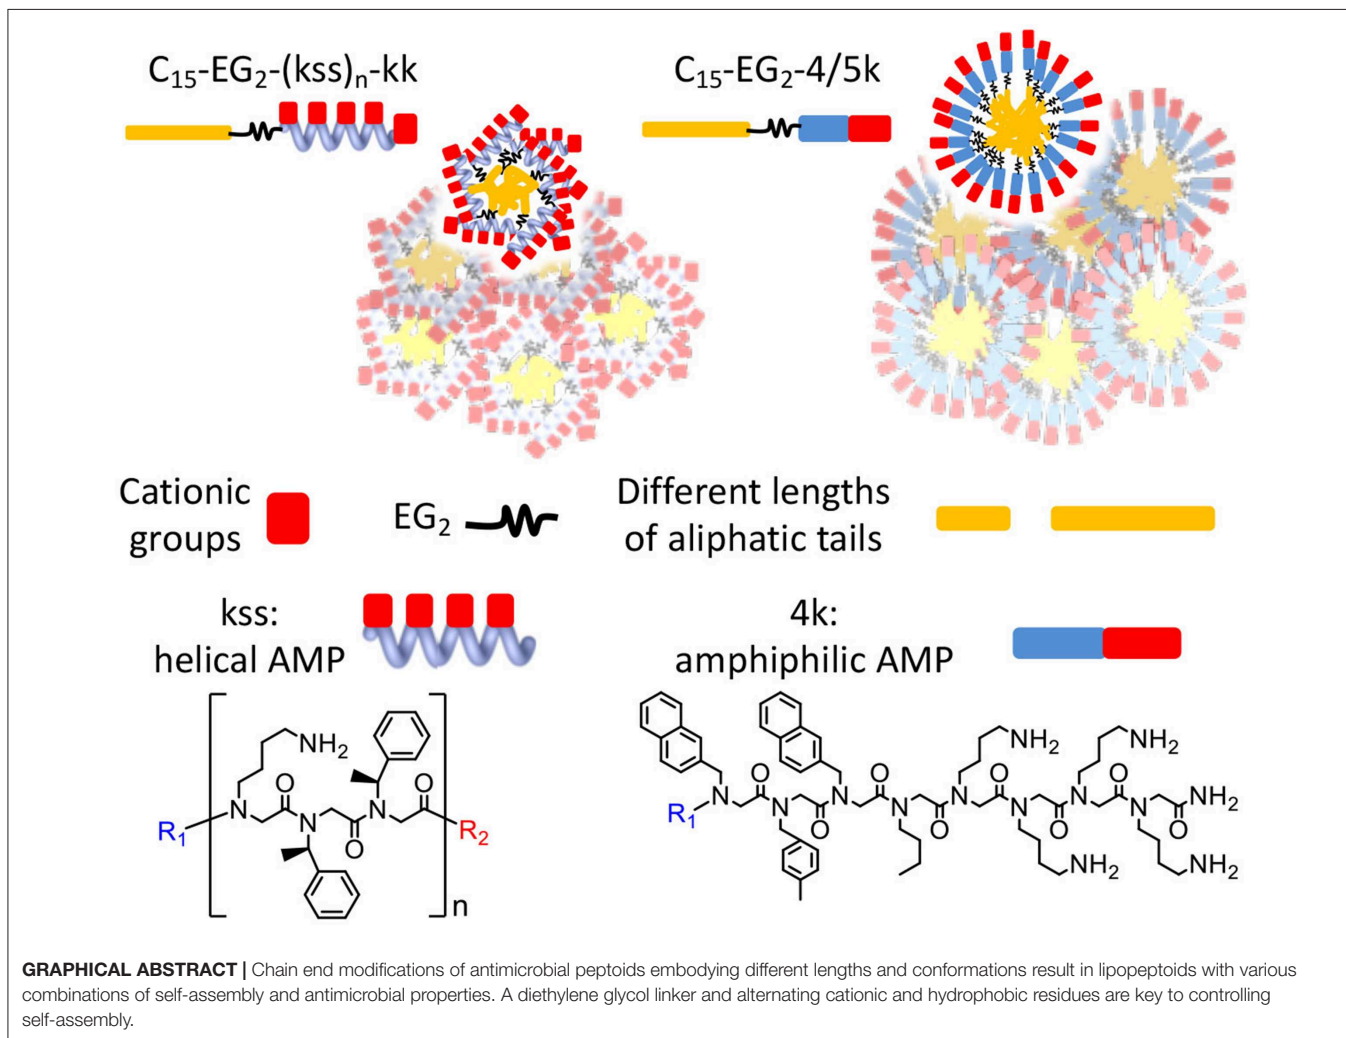 C₁₅-EG₂-(kss)ₙ-kk
C₁₅-EG₂-4/5k
Cationic
groups
EG₂
Different lengths
of aliphatic tails
kss:
helical AMP
4k:
amphiphilic AMP
NH₂
O
O
O
N
N
N
R₁
R₂
n
NH₂
NH₂
O
O
O
O
O
O
O
O
N
N
N
N
N
N
N
N
NH₂
R₁
NH₂
NH₂
GRAPHICAL ABSTRACT | Chain end modifications of antimicrobial peptoids embodying different lengths and conformations result in lipopeptoids with various
combinations of self-assembly and antimicrobial properties. A diethylene glycol linker and alternating cationic and hydrophobic residues are key to controlling
self-assembly.